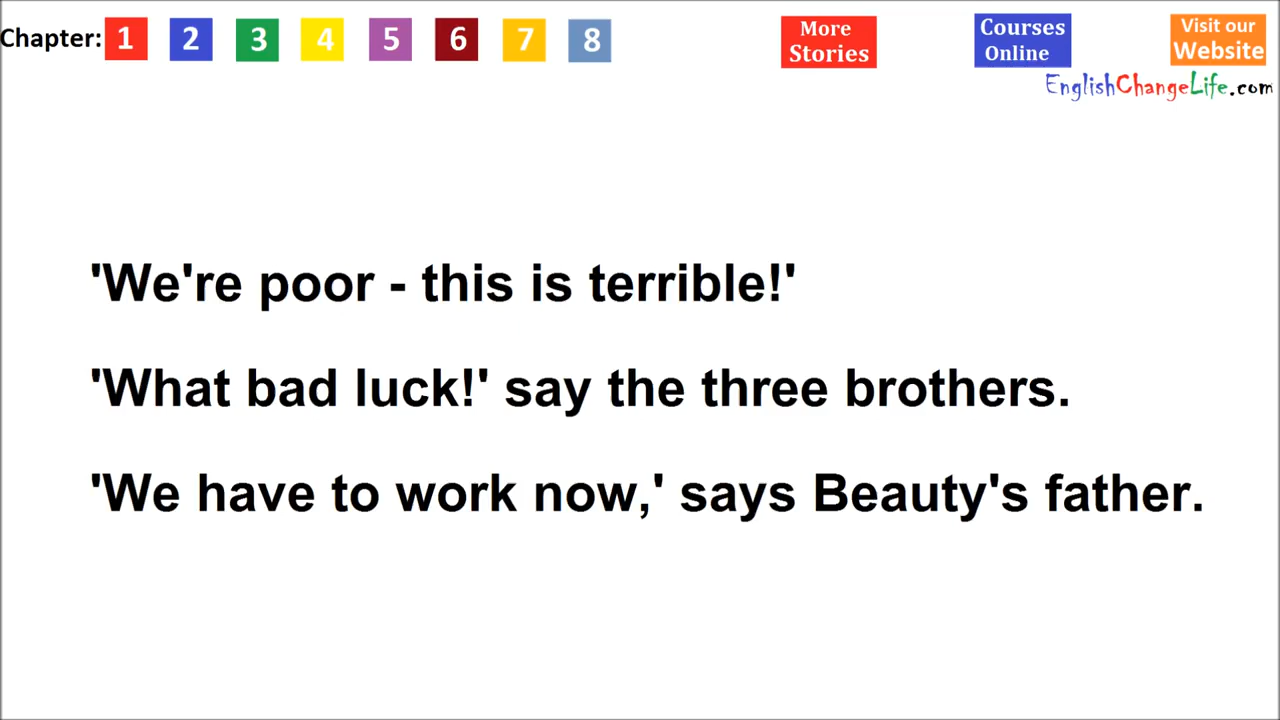 Chapter: 1 2 3 4 5 6 7 8
More
Stories
Courses
Online
Visit our
Website
EnglishChangeLife.com
'We're poor - this is terrible!'
'What bad luck!' say the three brothers.
'We have to work now,' says Beauty's father.